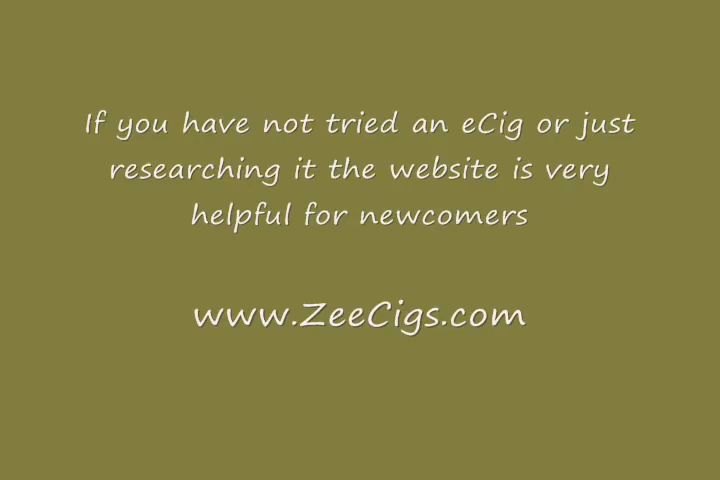 If you have not tried an eCig or just
researching it the website is very
helpful for newcomers
www.ZeeCigs.com